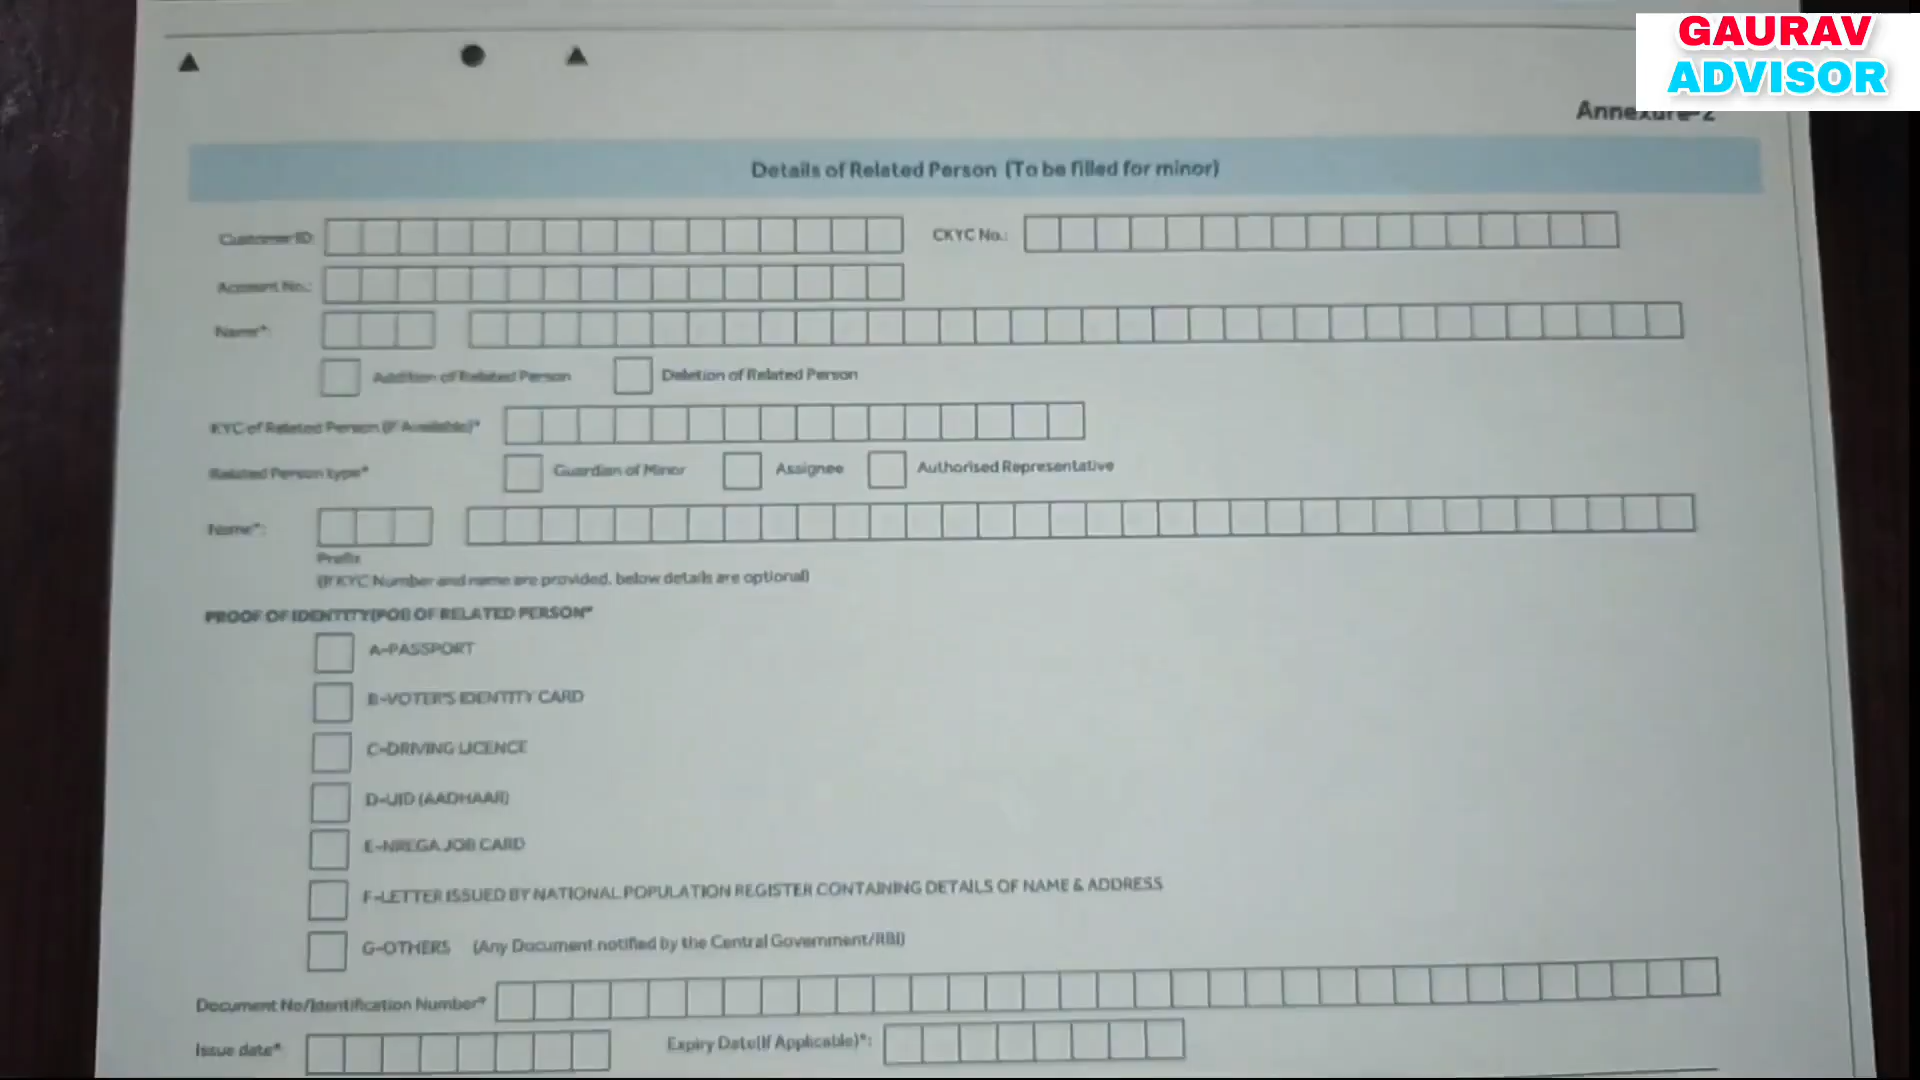 GAURAV
ADVISOR
Annexure-2
Details of Related Person (To be filled for minor)
Customer ID: CKYC No.:
Account No.:
Name*:
Addition of Related Person Deletion of Related Person
KYC of Related Person (If Available)*
Related Person type* Guardian of Minor Assignee Authorised Representative
Name*:
Prefix
(If KYC Number and name are provided, below details are optional)
PROOF OF IDENTITY(POI) OF RELATED PERSON*
A-PASSPORT
B-VOTER'S IDENTITY CARD
C-DRIVING LICENCE
D-UID (AADHAAR)
E-NREGA JOB CARD
F-LETTER ISSUED BY NATIONAL POPULATION REGISTER CONTAINING DETAILS OF NAME & ADDRESS
G-OTHERS (Any Document notified by the Central Government/RBI)
Document No/Identification Number*
Issue date* Expiry Date(If Applicable)*: